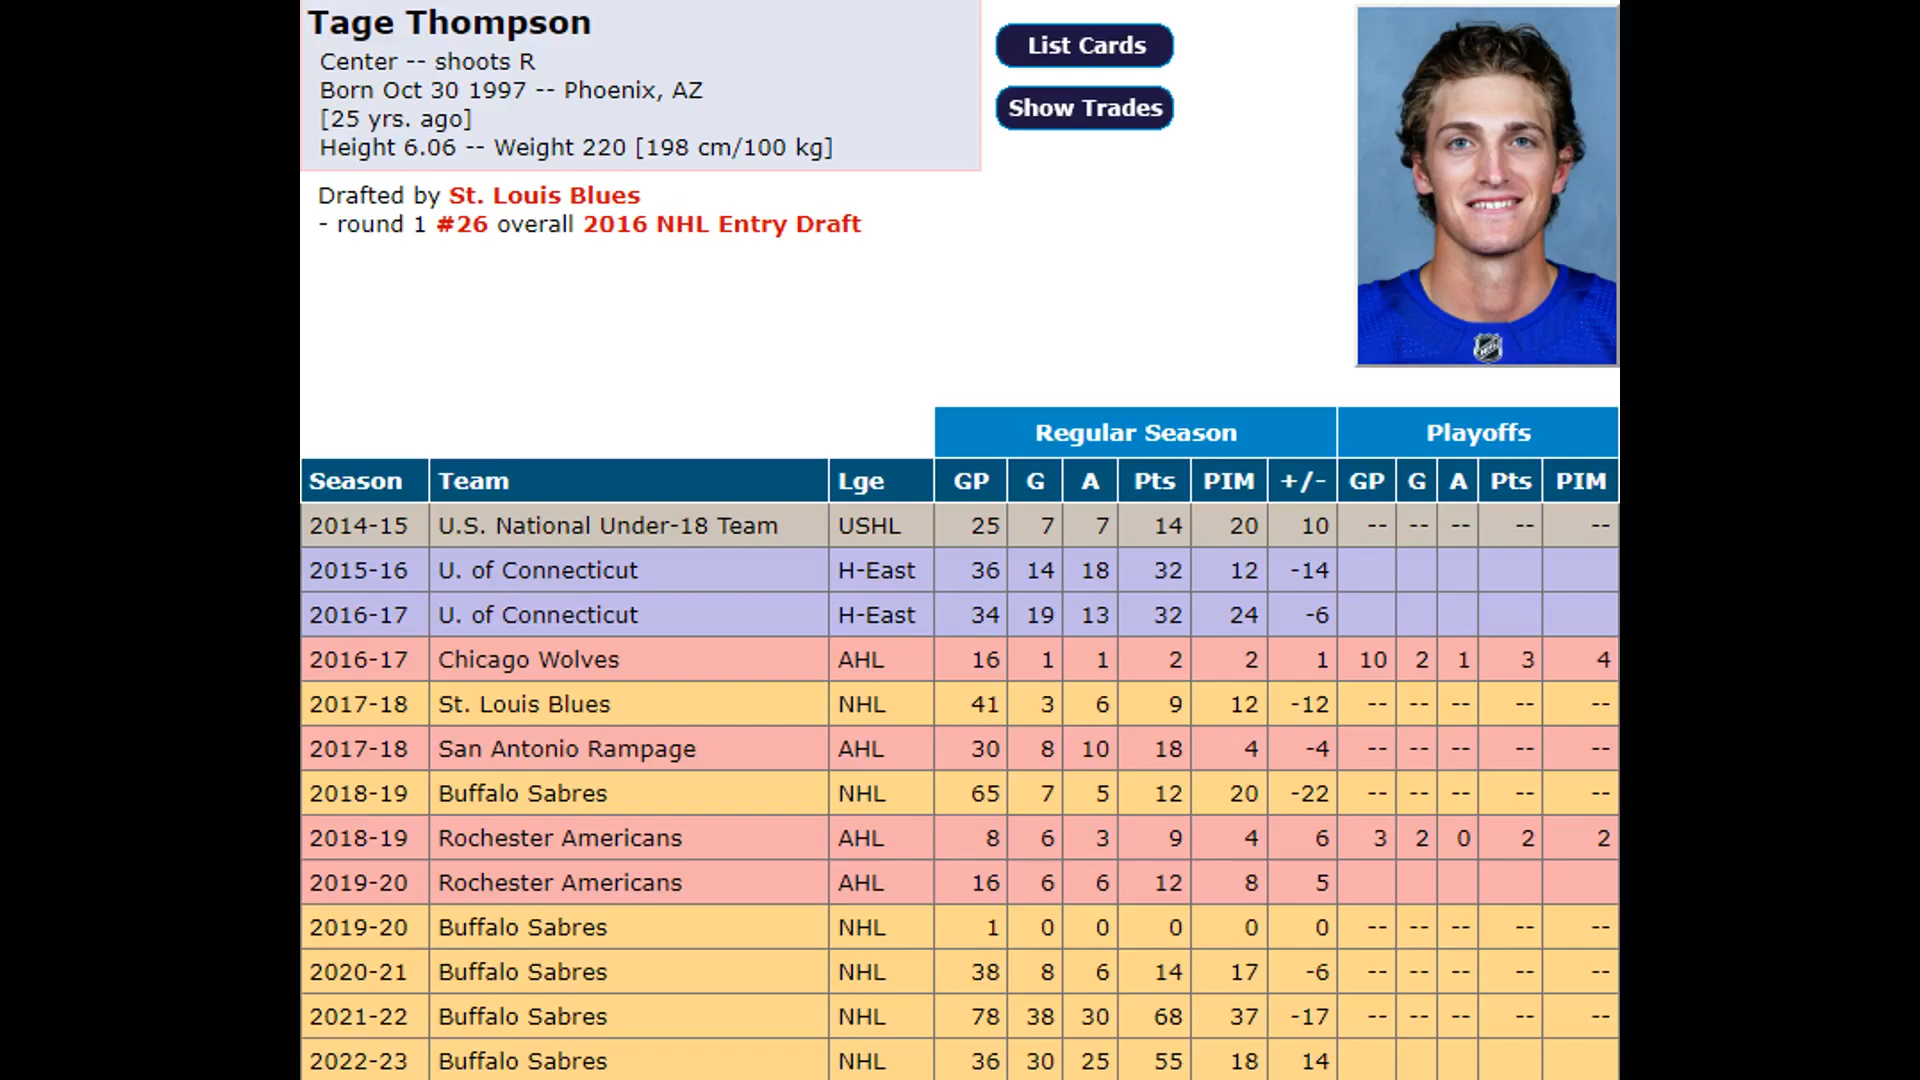 Tage Thompson
Center -- shoots R
Born Oct 30 1997 -- Phoenix, AZ
[25 yrs. ago]
Height 6.06 -- Weight 220 [198 cm/100 kg]
List Cards
Show Trades
Drafted by St. Louis Blues
- round 1 #26 overall 2016 NHL Entry Draft
NHL
Regular Season Playoffs
Season Team Lge GP G A Pts PIM +/- GP G A Pts PIM
2014-15 U.S. National Under-18 Team USHL 25 7 7 14 20 10 -- -- -- -- --
2015-16 U. of Connecticut H-East 36 14 18 32 12 -14
2016-17 U. of Connecticut H-East 34 19 13 32 24 -6
2016-17 Chicago Wolves AHL 16 1 1 2 2 1 10 2 1 3 4
2017-18 St. Louis Blues NHL 41 3 6 9 12 -12 -- -- -- -- --
2017-18 San Antonio Rampage AHL 30 8 10 18 4 -4 -- -- -- -- --
2018-19 Buffalo Sabres NHL 65 7 5 12 20 -22 -- -- -- -- --
2018-19 Rochester Americans AHL 8 6 3 9 4 6 3 2 0 2 2
2019-20 Rochester Americans AHL 16 6 6 12 8 5
2019-20 Buffalo Sabres NHL 1 0 0 0 0 0 -- -- -- -- --
2020-21 Buffalo Sabres NHL 38 8 6 14 17 -6 -- -- -- -- --
2021-22 Buffalo Sabres NHL 78 38 30 68 37 -17 -- -- -- -- --
2022-23 Buffalo Sabres NHL 36 30 25 55 18 14